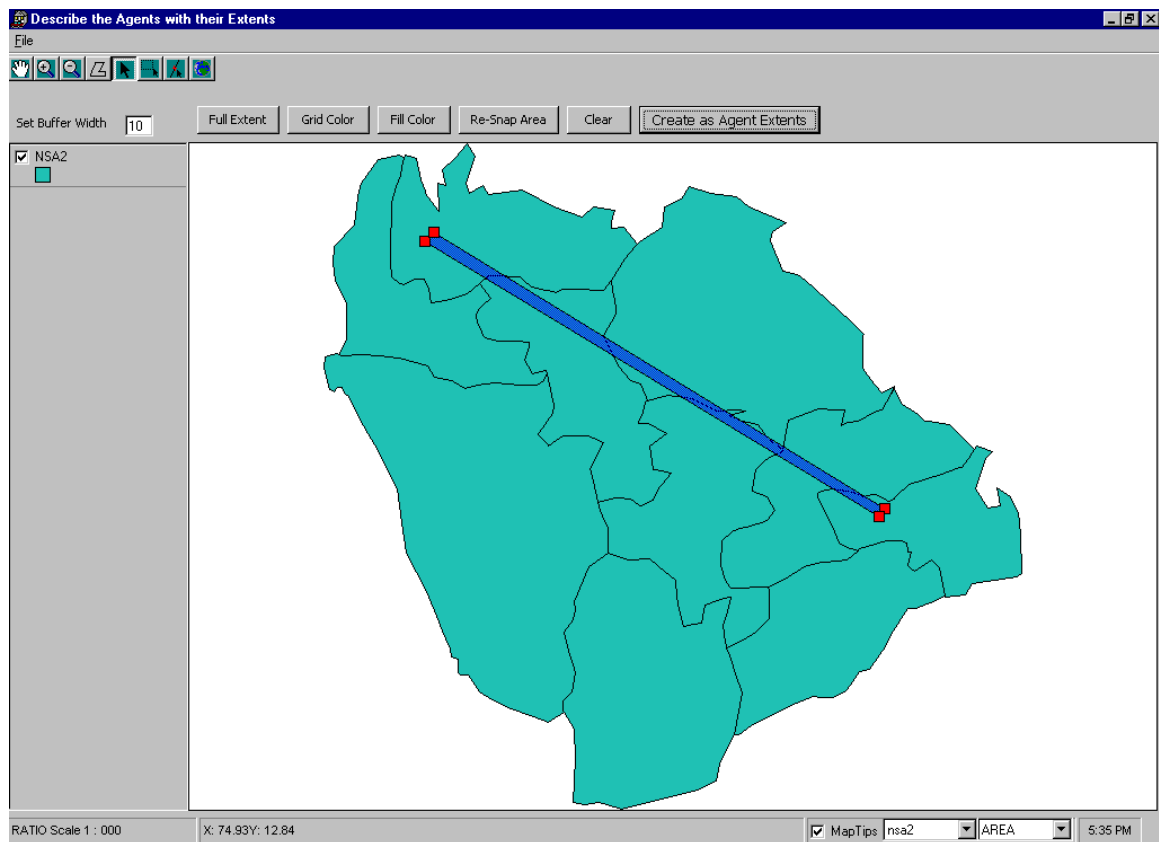 Describe the Agents with their Extents
File
Set Buffer Width 10 Full Extent Grid Color Fill Color Re-Snap Area Clear Create as Agent Extents
NSA2
RATIO Scale 1 : 000 X: 74.93Y: 12.84 MapTips nsa2 AREA 5:35 PM